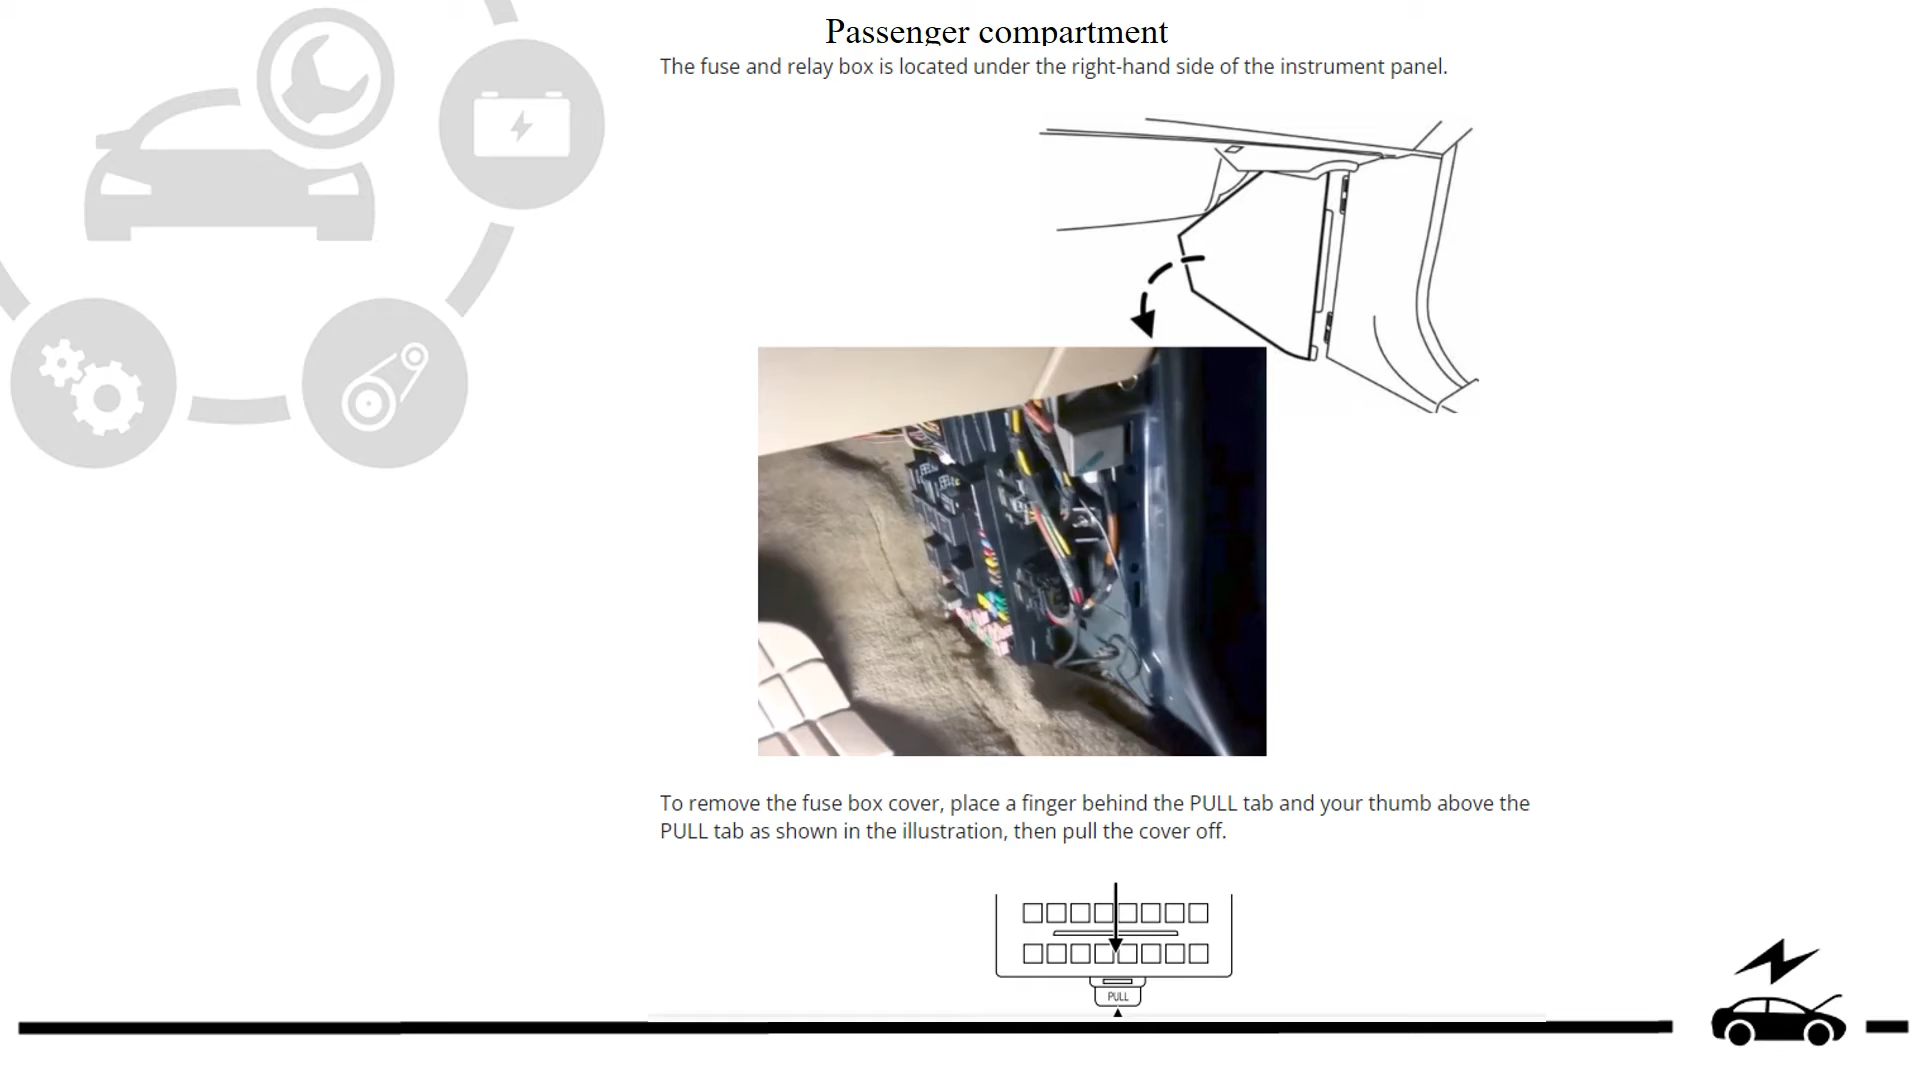 Passenger compartment
The fuse and relay box is located under the right-hand side of the instrument panel.
To remove the fuse box cover, place a finger behind the PULL tab and your thumb above the
PULL tab as shown in the illustration, then pull the cover off.
PULL